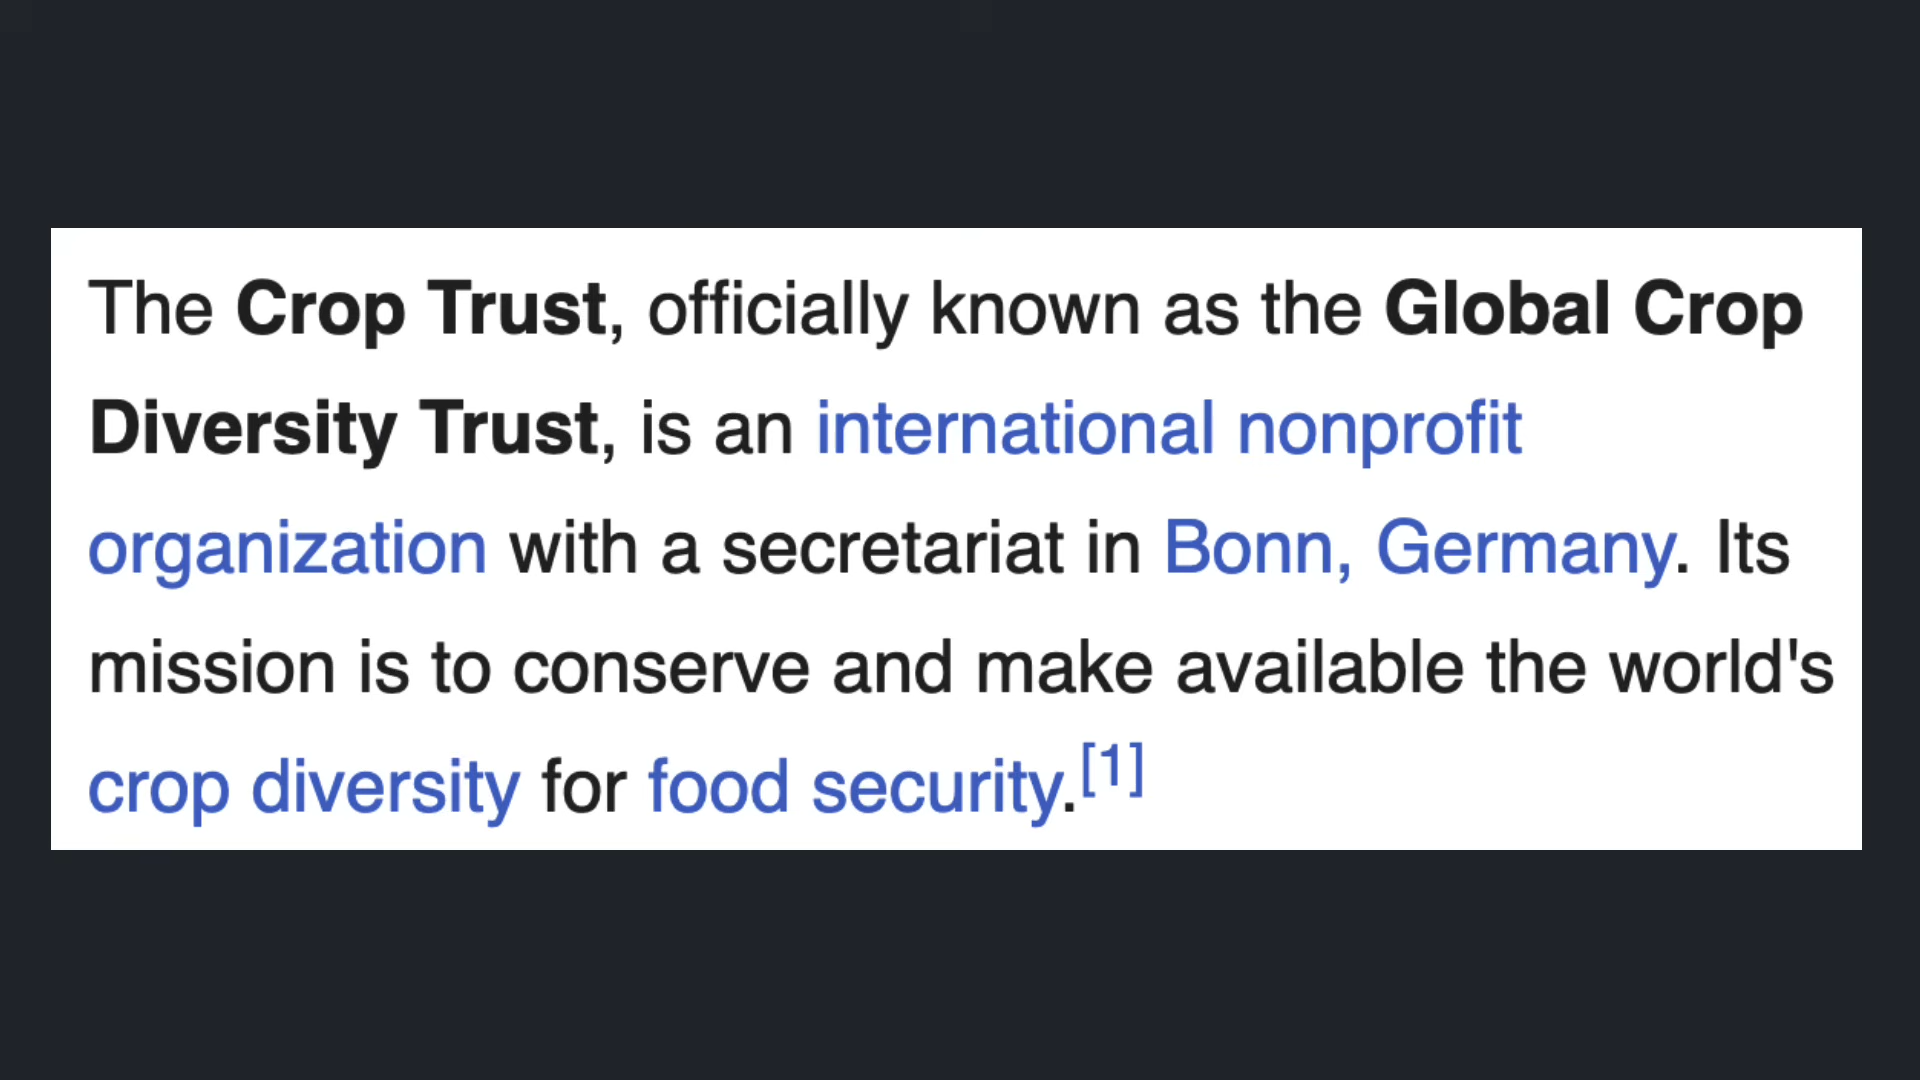 The Crop Trust, officially known as the Global Crop
Diversity Trust, is an international nonprofit
organization with a secretariat in Bonn, Germany. Its
mission is to conserve and make available the world's
crop diversity for food security.[1]